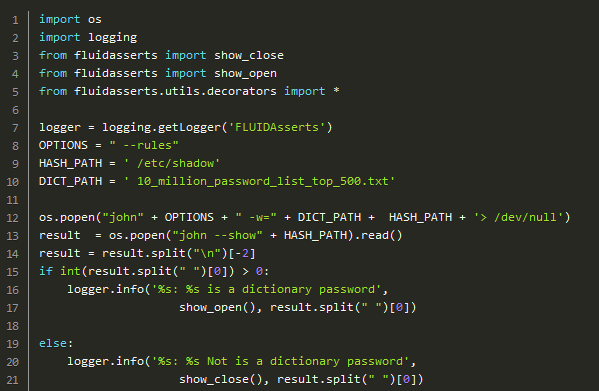 1 import os
2 import logging
3 from fluidasserts import show_close
4 from fluidasserts import show_open
5 from fluidasserts.utils.decorators import *
6
7 logger = logging.getLogger('FLUIDAsserts')
8 OPTIONS = " --rules"
9 HASH_PATH = ' /etc/shadow'
10 DICT_PATH = ' 10_million_password_list_top_500.txt'
11
12 os.popen("john" + OPTIONS + " -w=" + DICT_PATH +  HASH_PATH + '> /dev/null')
13 result  = os.popen("john --show" + HASH_PATH).read()
14 result = result.split("\n")[-2]
15 if int(result.split(" ")[0]) > 0:
16     logger.info('%s: %s is a dictionary password',
17                     show_open(), result.split(" ")[0])
18
19 else:
20     logger.info('%s: %s Not is a dictionary password',
21                     show_close(), result.split(" ")[0])